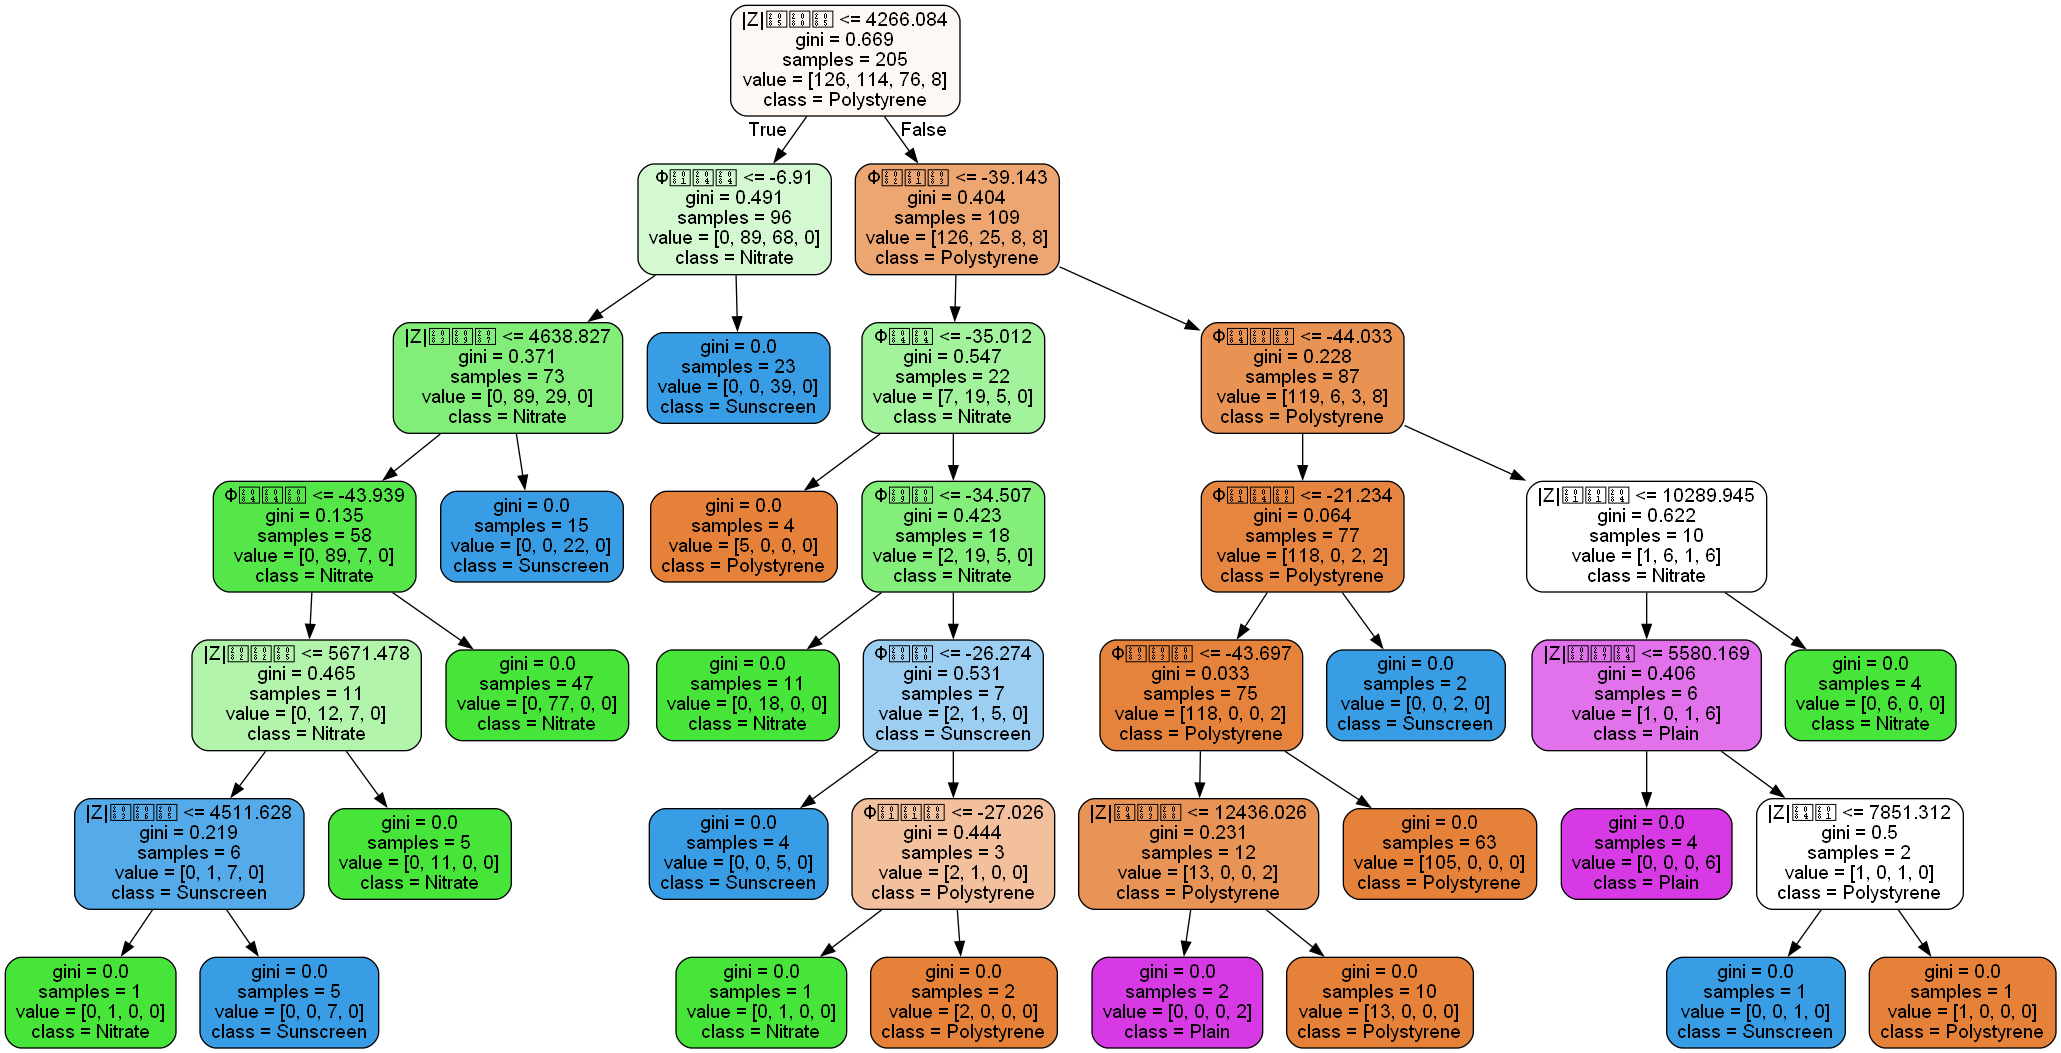 |Z| <= 4266.084
gini = 0.669
samples = 205
value = [126, 114, 76, 8]
class = Polystyrene
True
False
Φ <= -6.91
gini = 0.491
samples = 96
value = [0, 89, 68, 0]
class = Nitrate
Φ <= -39.143
gini = 0.404
samples = 109
value = [126, 25, 8, 8]
class = Polystyrene
|Z| <= 4638.827
gini = 0.371
samples = 73
value = [0, 89, 29, 0]
class = Nitrate
gini = 0.0
samples = 23
value = [0, 0, 39, 0]
class = Sunscreen
Φ <= -35.012
gini = 0.547
samples = 22
value = [7, 19, 5, 0]
class = Nitrate
Φ <= -44.033
gini = 0.228
samples = 87
value = [119, 6, 3, 8]
class = Polystyrene
Φ <= -43.939
gini = 0.135
samples = 58
value = [0, 89, 7, 0]
class = Nitrate
gini = 0.0
samples = 15
value = [0, 0, 22, 0]
class = Sunscreen
gini = 0.0
samples = 4
value = [5, 0, 0, 0]
class = Polystyrene
Φ <= -34.507
gini = 0.423
samples = 18
value = [2, 19, 5, 0]
class = Nitrate
Φ <= -21.234
gini = 0.064
samples = 77
value = [118, 0, 2, 2]
class = Polystyrene
|Z| <= 10289.945
gini = 0.622
samples = 10
value = [1, 6, 1, 6]
class = Nitrate
|Z| <= 5671.478
gini = 0.465
samples = 11
value = [0, 12, 7, 0]
class = Nitrate
gini = 0.0
samples = 47
value = [0, 77, 0, 0]
class = Nitrate
gini = 0.0
samples = 11
value = [0, 18, 0, 0]
class = Nitrate
Φ <= -26.274
gini = 0.531
samples = 7
value = [2, 1, 5, 0]
class = Sunscreen
Φ <= -43.697
gini = 0.033
samples = 75
value = [118, 0, 0, 2]
class = Polystyrene
gini = 0.0
samples = 2
value = [0, 0, 2, 0]
class = Sunscreen
|Z| <= 5580.169
gini = 0.406
samples = 6
value = [1, 0, 1, 6]
class = Plain
gini = 0.0
samples = 4
value = [0, 6, 0, 0]
class = Nitrate
|Z| <= 4511.628
gini = 0.219
samples = 6
value = [0, 1, 7, 0]
class = Sunscreen
gini = 0.0
samples = 5
value = [0, 11, 0, 0]
class = Nitrate
gini = 0.0
samples = 4
value = [0, 0, 5, 0]
class = Sunscreen
Φ <= -27.026
gini = 0.444
samples = 3
value = [2, 1, 0, 0]
class = Polystyrene
|Z| <= 12436.026
gini = 0.231
samples = 12
value = [13, 0, 0, 2]
class = Polystyrene
gini = 0.0
samples = 63
value = [105, 0, 0, 0]
class = Polystyrene
gini = 0.0
samples = 4
value = [0, 0, 0, 6]
class = Plain
|Z| <= 7851.312
gini = 0.5
samples = 2
value = [1, 0, 1, 0]
class = Polystyrene
gini = 0.0
samples = 1
value = [0, 1, 0, 0]
class = Nitrate
gini = 0.0
samples = 5
value = [0, 0, 7, 0]
class = Sunscreen
gini = 0.0
samples = 1
value = [0, 1, 0, 0]
class = Nitrate
gini = 0.0
samples = 2
value = [2, 0, 0, 0]
class = Polystyrene
gini = 0.0
samples = 2
value = [0, 0, 0, 2]
class = Plain
gini = 0.0
samples = 10
value = [13, 0, 0, 0]
class = Polystyrene
gini = 0.0
samples = 1
value = [0, 0, 1, 0]
class = Sunscreen
gini = 0.0
samples = 1
value = [1, 0, 0, 0]
class = Polystyrene